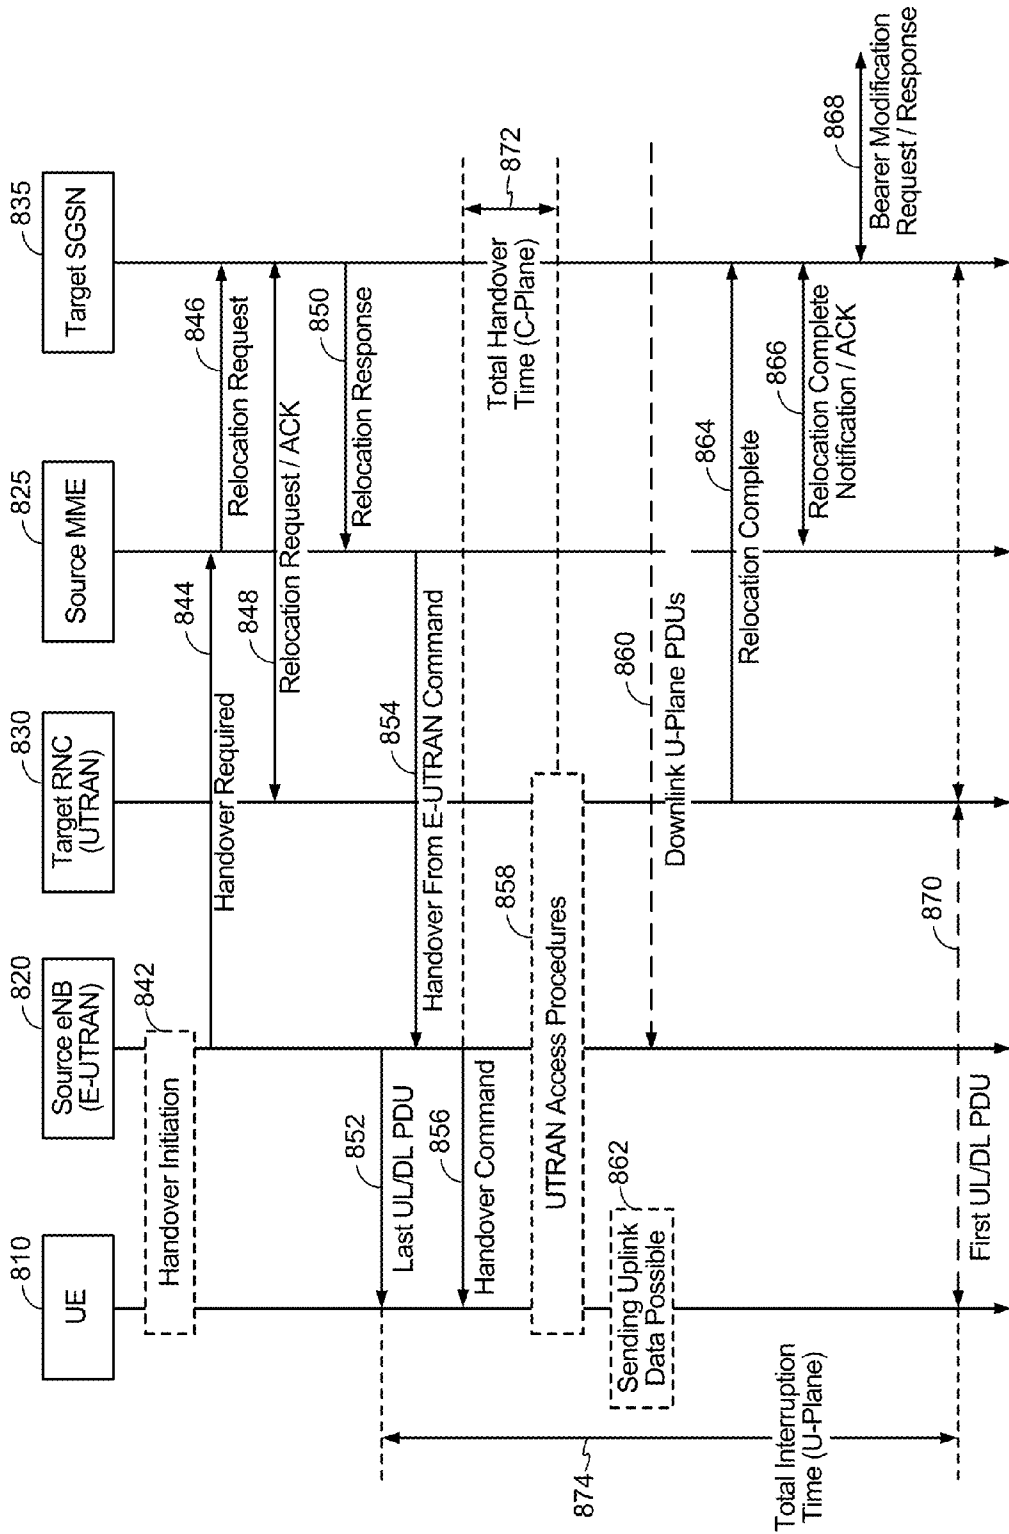 810
UE
820
Source eNB
(E-UTRAN)
830
Target RNC
(UTRAN)
825
Source MME
835
Target SGSN
842
Handover Initiation
844
Handover Required
846
Relocation Request
848
Relocation Request / ACK
850
Relocation Response
852
Last UL/DL PDU
854
Handover From E-UTRAN Command
856
Handover Command
872
Total Handover
Time (C-Plane)
858
UTRAN Access Procedures
860
Downlink U-Plane PDUs
862
Sending Uplink
Data Possible
864
Relocation Complete
866
Relocation Complete
Notification / ACK
868
Bearer Modification
Request / Response
870
First UL/DL PDU
874
Total Interruption
Time (U-Plane)